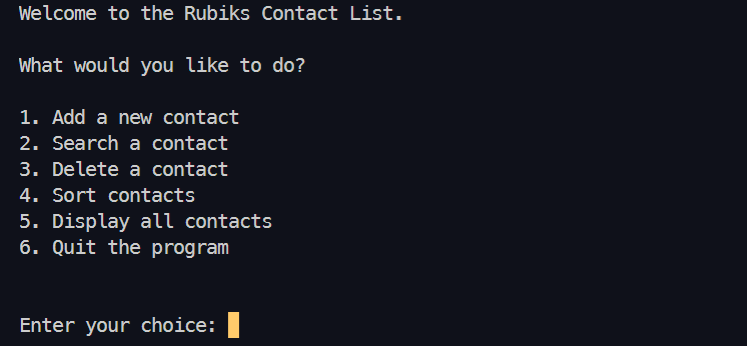 Welcome to the Rubiks Contact List.
What would you like to do?
1. Add a new contact
2. Search a contact
3. Delete a contact
4. Sort contacts
5. Display all contacts
6. Quit the program
Enter your choice: